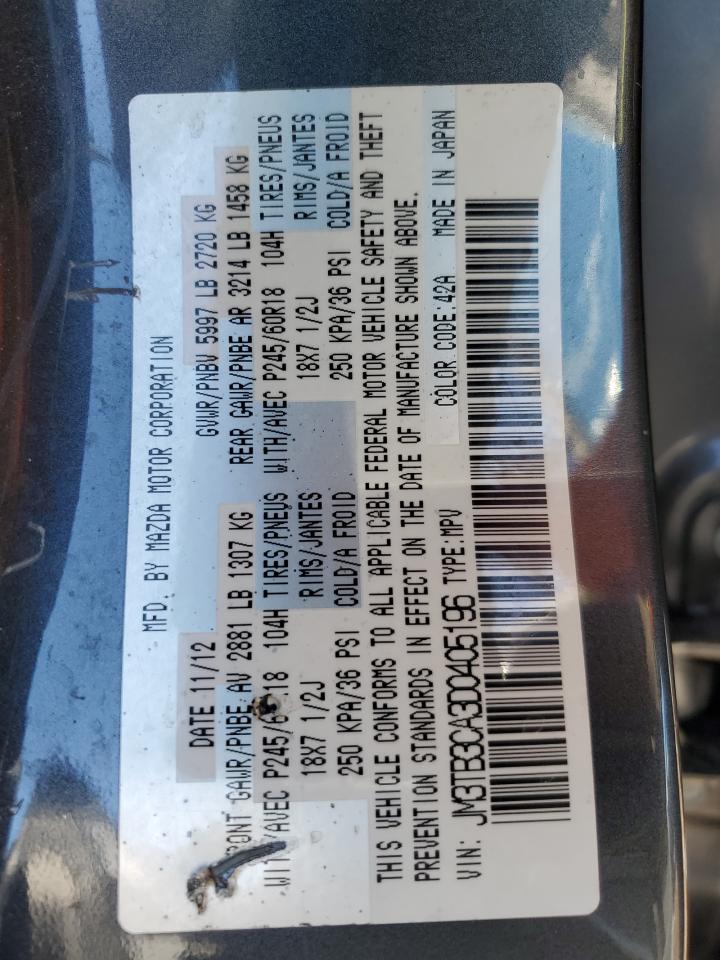 MFD. BY MAZDA MOTOR CORPORATION
DATE 11/12 GVWR/PNBV 5997 LB 2720 KG
FRONT GAWR/PNBE AV 2881 LB 1307 KG REAR GAWR/PNBE AR 3214 LB 1458 KG
WITH/AVEC P245/60R18 104H TIRES/PNEUS WITH/AVEC P245/60R18 104H TIRES/PNEUS
18X7 1/2J RIMS/JANTES 18X7 1/2J RIMS/JANTES
250 KPA/36 PSI COLD/A FROID 250 KPA/36 PSI COLD/A FROID
THIS VEHICLE CONFORMS TO ALL APPLICABLE FEDERAL MOTOR VEHICLE SAFETY AND THEFT
PREVENTION STANDARDS IN EFFECT ON THE DATE OF MANUFACTURE SHOWN ABOVE.
VIN: JM3TB3CA3D0405196 TYPE:MPV COLOR CODE:42A MADE IN JAPAN